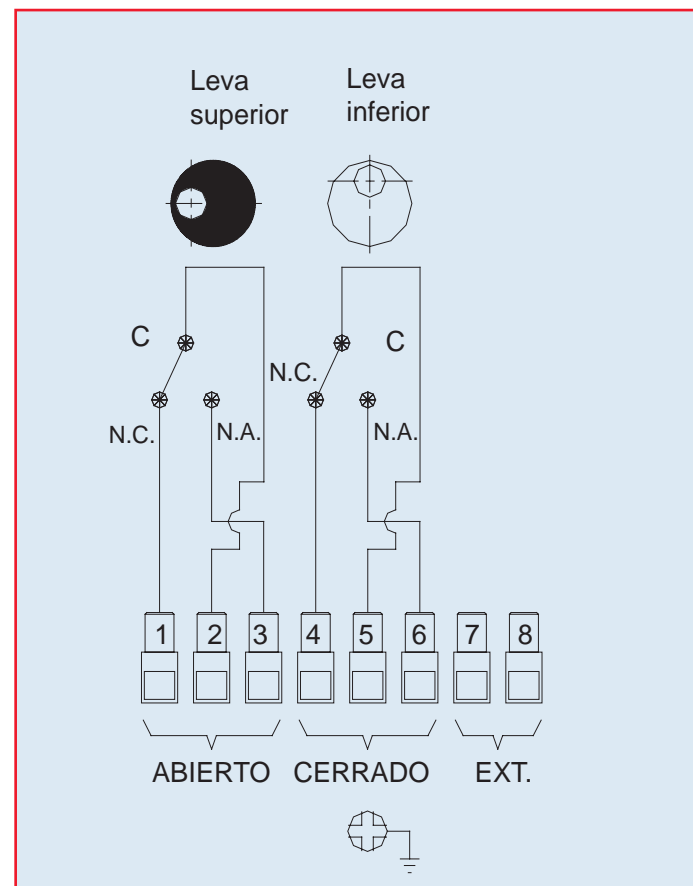 Leva
superior
Leva
inferior
C
N.C.
N.A.
C
N.C.
N.A.
1 2 3 4 5 6 7 8
ABIERTO CERRADO EXT.